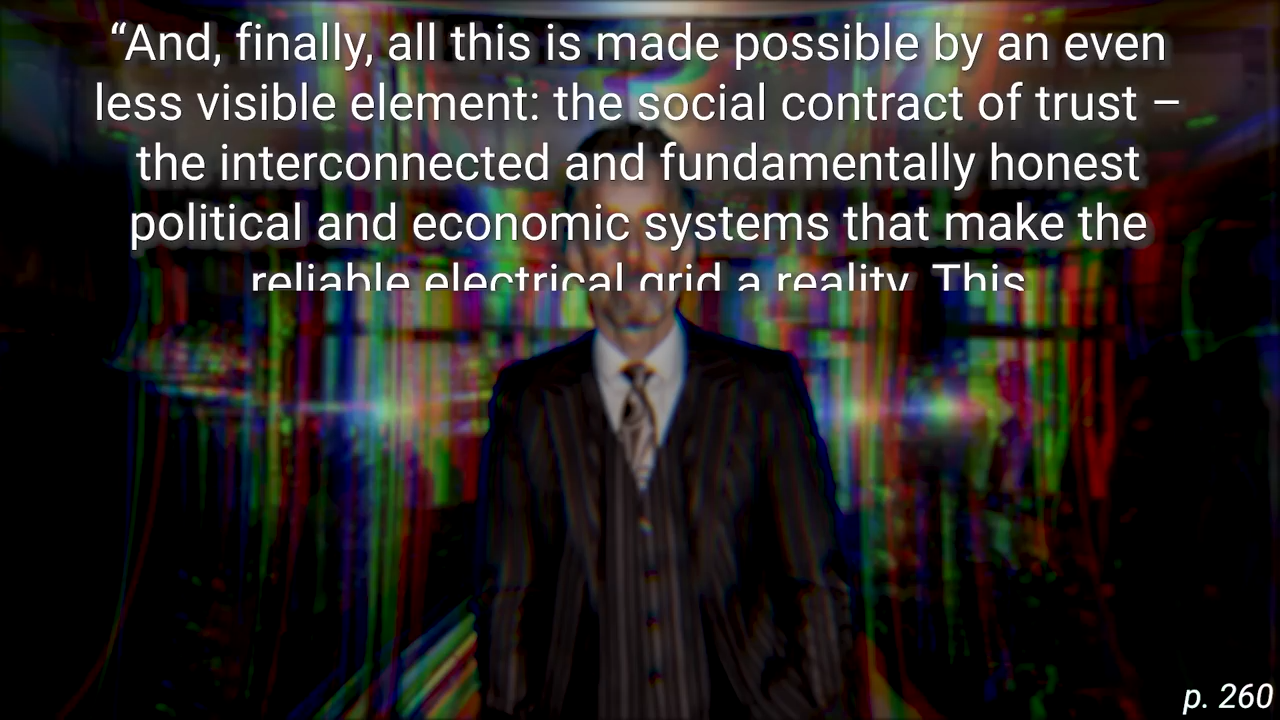 “And, finally, all this is made possible by an even
less visible element: the social contract of trust –
the interconnected and fundamentally honest
political and economic systems that make the
reliable electrical grid a reality. This
p. 260